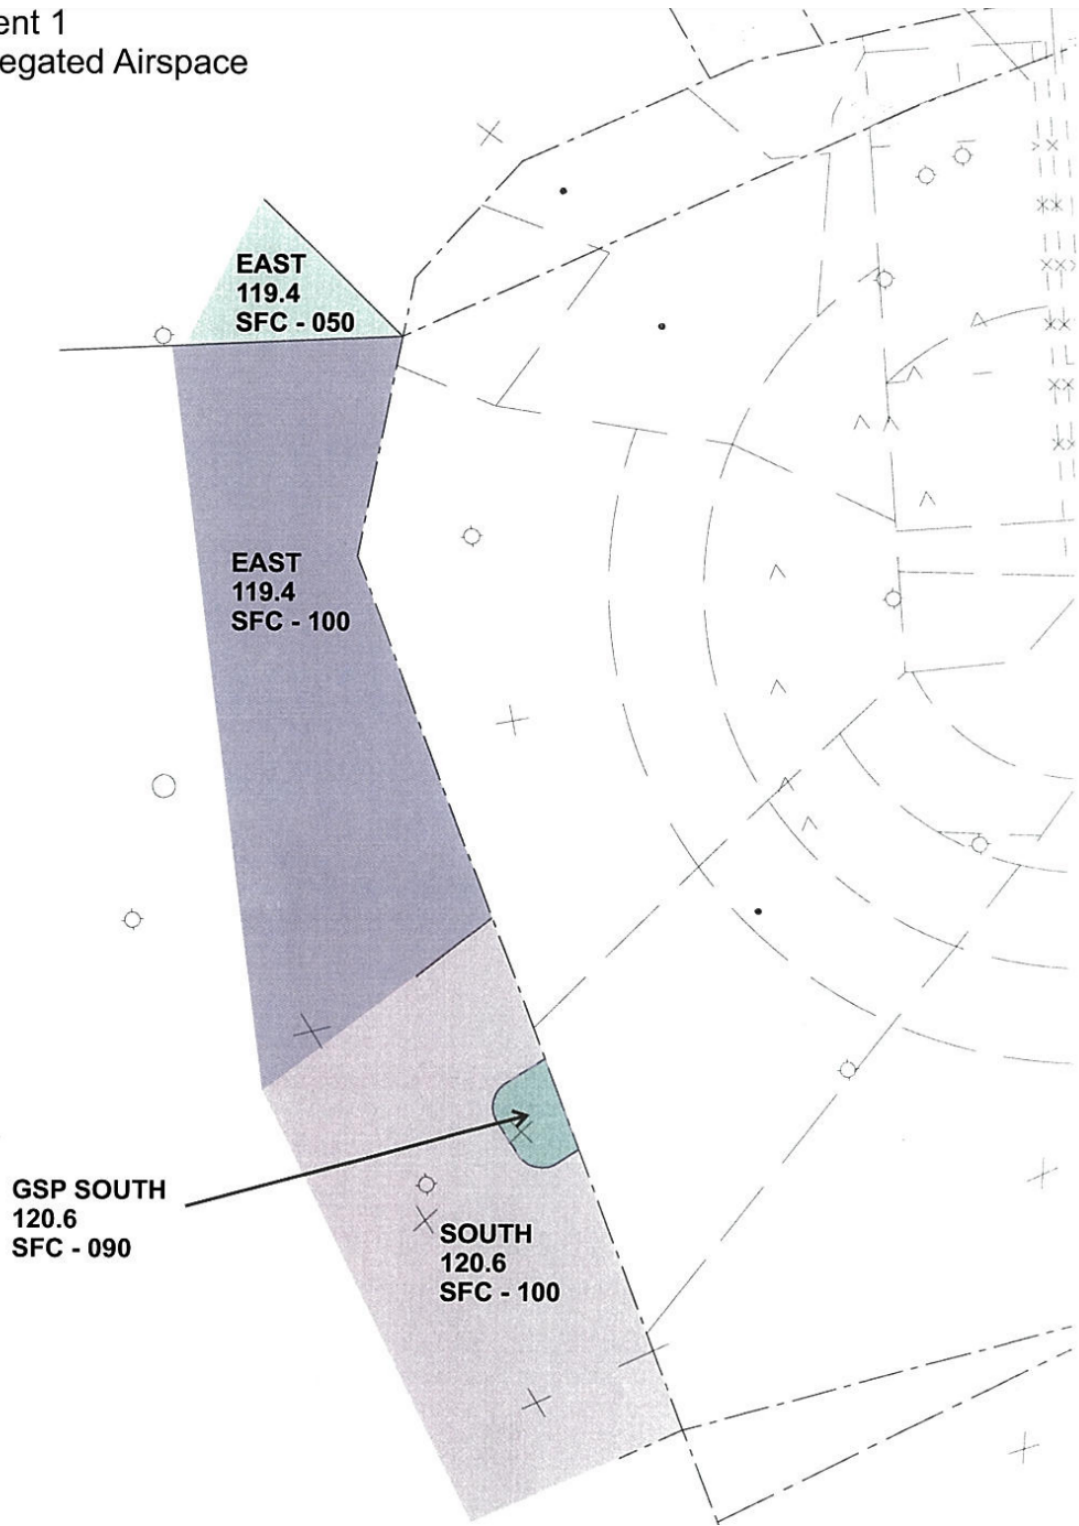 ent 1
egated Airspace
EAST
119.4
SFC - 050
EAST
119.4
SFC - 100
GSP SOUTH
120.6
SFC - 090
SOUTH
120.6
SFC - 100